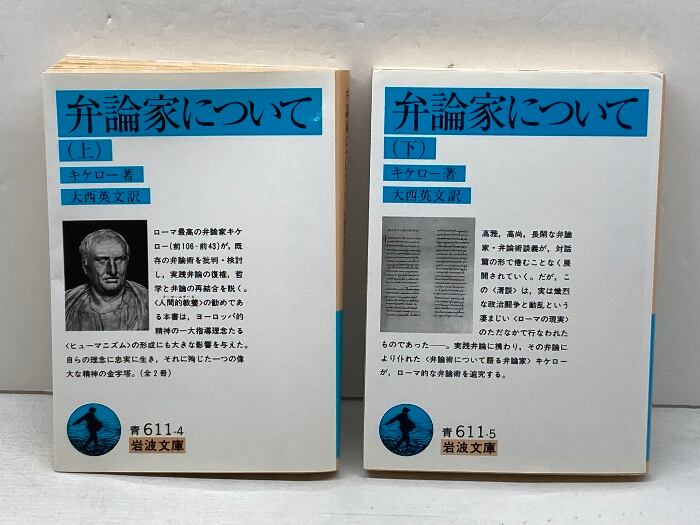 弁論家について
(上)
キケロー著
大西英文訳
ローマ最高の弁論家キケ
ロー(前106-前43)が,既
存の弁論術を批判・検討
し,実践弁論の復権,哲
学と弁論の再結合を説く。
〈人間的教養〉の勧めであ
る本書は,ヨーロッパ的
精神の一大指導理念たる
〈ヒューマニズム〉の形成にも大きな影響を与えた。
自らの理念に忠実に生き,それに殉じた一つの偉
大な精神の金字塔。(全2冊)
青611-4
岩波文庫
弁論家について
(下)
キケロー著
大西英文訳
高雅,高尚,長閑な弁論
家・弁論術談義が,対話
篇の形で倦むことなく展
開されていく。だが,こ
の〈清談〉は,実は熾烈
な政治闘争と動乱という
凄まじい〈ローマの現実〉
のただなかで行なわれた
ものであった――。実践弁論に携わり,その弁論に
より仆れた〈弁論術について語る弁論家〉キケロー
が,ローマ的な弁論術を追究する。
青611-5
岩波文庫